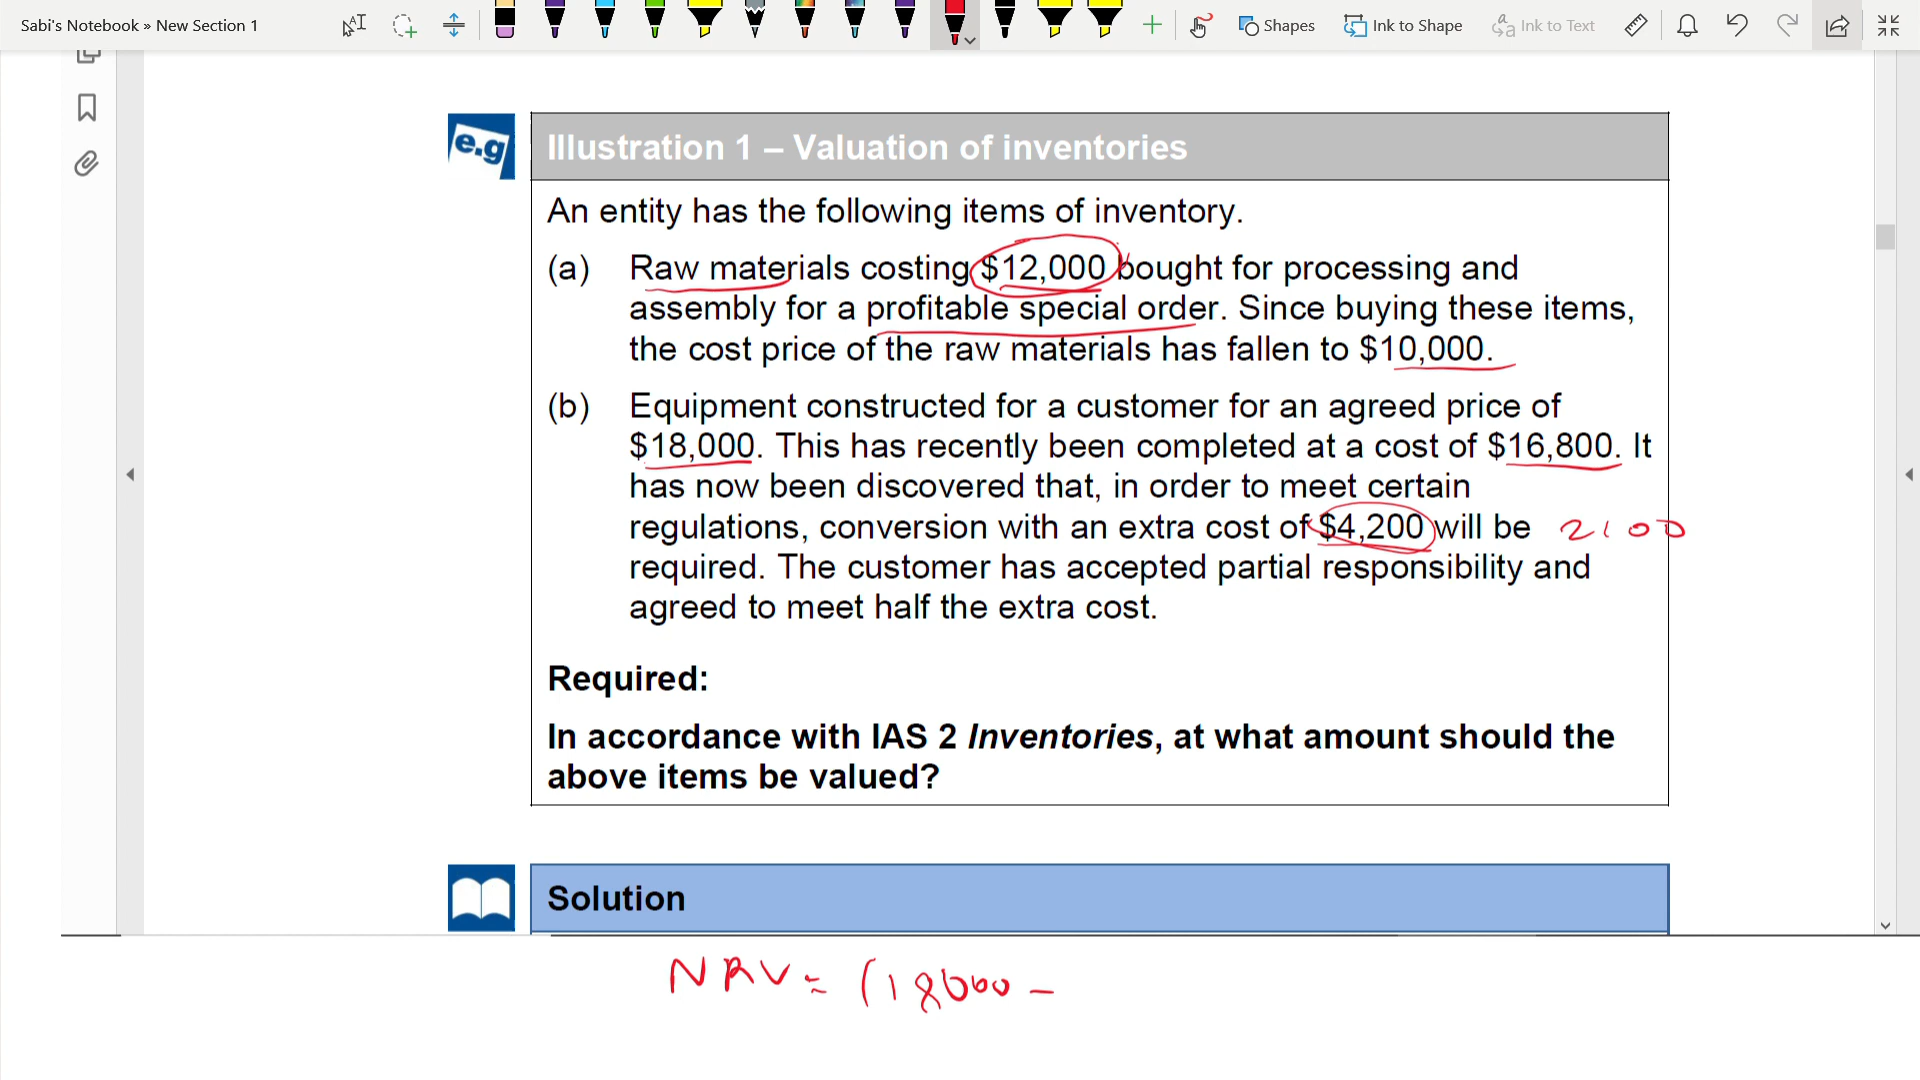 Sabi's Notebook » New Section 1
Shapes
Ink to Shape
Ink to Text
e.g
Illustration 1 – Valuation of inventories
An entity has the following items of inventory.
(a) Raw materials costing $12,000 bought for processing and
assembly for a profitable special order. Since buying these items,
the cost price of the raw materials has fallen to $10,000.
(b) Equipment constructed for a customer for an agreed price of
$18,000. This has recently been completed at a cost of $16,800. It
has now been discovered that, in order to meet certain
regulations, conversion with an extra cost of $4,200 will be 2100
required. The customer has accepted partial responsibility and
agreed to meet half the extra cost.
Required:
In accordance with IAS 2 Inventories, at what amount should the
above items be valued?
Solution
NRV = (18000 –